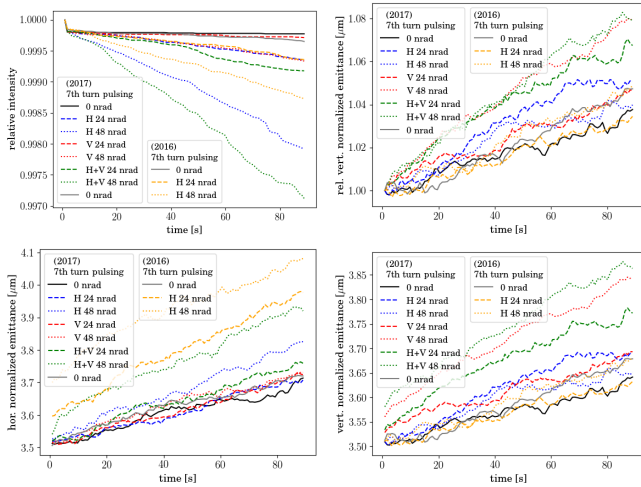 1.0000
0.9995
0.9990
0.9985
0.9980
0.9975
0.9970
relative intensity
(2017)
7th turn pulsing
0 nrad
H 24 nrad
H 48 nrad
V 24 nrad
V 48 nrad
H+V 24 nrad
H+V 48 nrad
0 nrad
(2016)
7th turn pulsing
H 24 nrad
H 48 nrad
0 20 40 60 80
time [s]
1.08
1.06
1.04
1.02
1.00
rel. vert. normalized emittance [μm]
(2017)
7th turn pulsing
0 nrad
H 24 nrad
H 48 nrad
V 24 nrad
V 48 nrad
H+V 24 nrad
H+V 48 nrad
(2016)
7th turn pulsing
0 nrad
H 24 nrad
H 48 nrad
0 20 40 60 80
time [s]
4.1
4.0
3.9
3.8
3.7
3.6
3.5
hor. normalized emittance [μm]
(2017)
7th turn pulsing
0 nrad
H 24 nrad
H 48 nrad
V 24 nrad
V 48 nrad
H+V 24 nrad
H+V 48 nrad
0 nrad
(2016)
7th turn pulsing
H 24 nrad
H 48 nrad
0 20 40 60 80
time [s]
3.85
3.80
3.75
3.70
3.65
3.60
3.55
3.50
vert. normalized emittance [μm]
(2017)
7th turn pulsing
0 nrad
H 24 nrad
H 48 nrad
V 24 nrad
V 48 nrad
H+V 24 nrad
H+V 48 nrad
(2016)
7th turn pulsing
0 nrad
H 24 nrad
H 48 nrad
0 20 40 60 80
time [s]